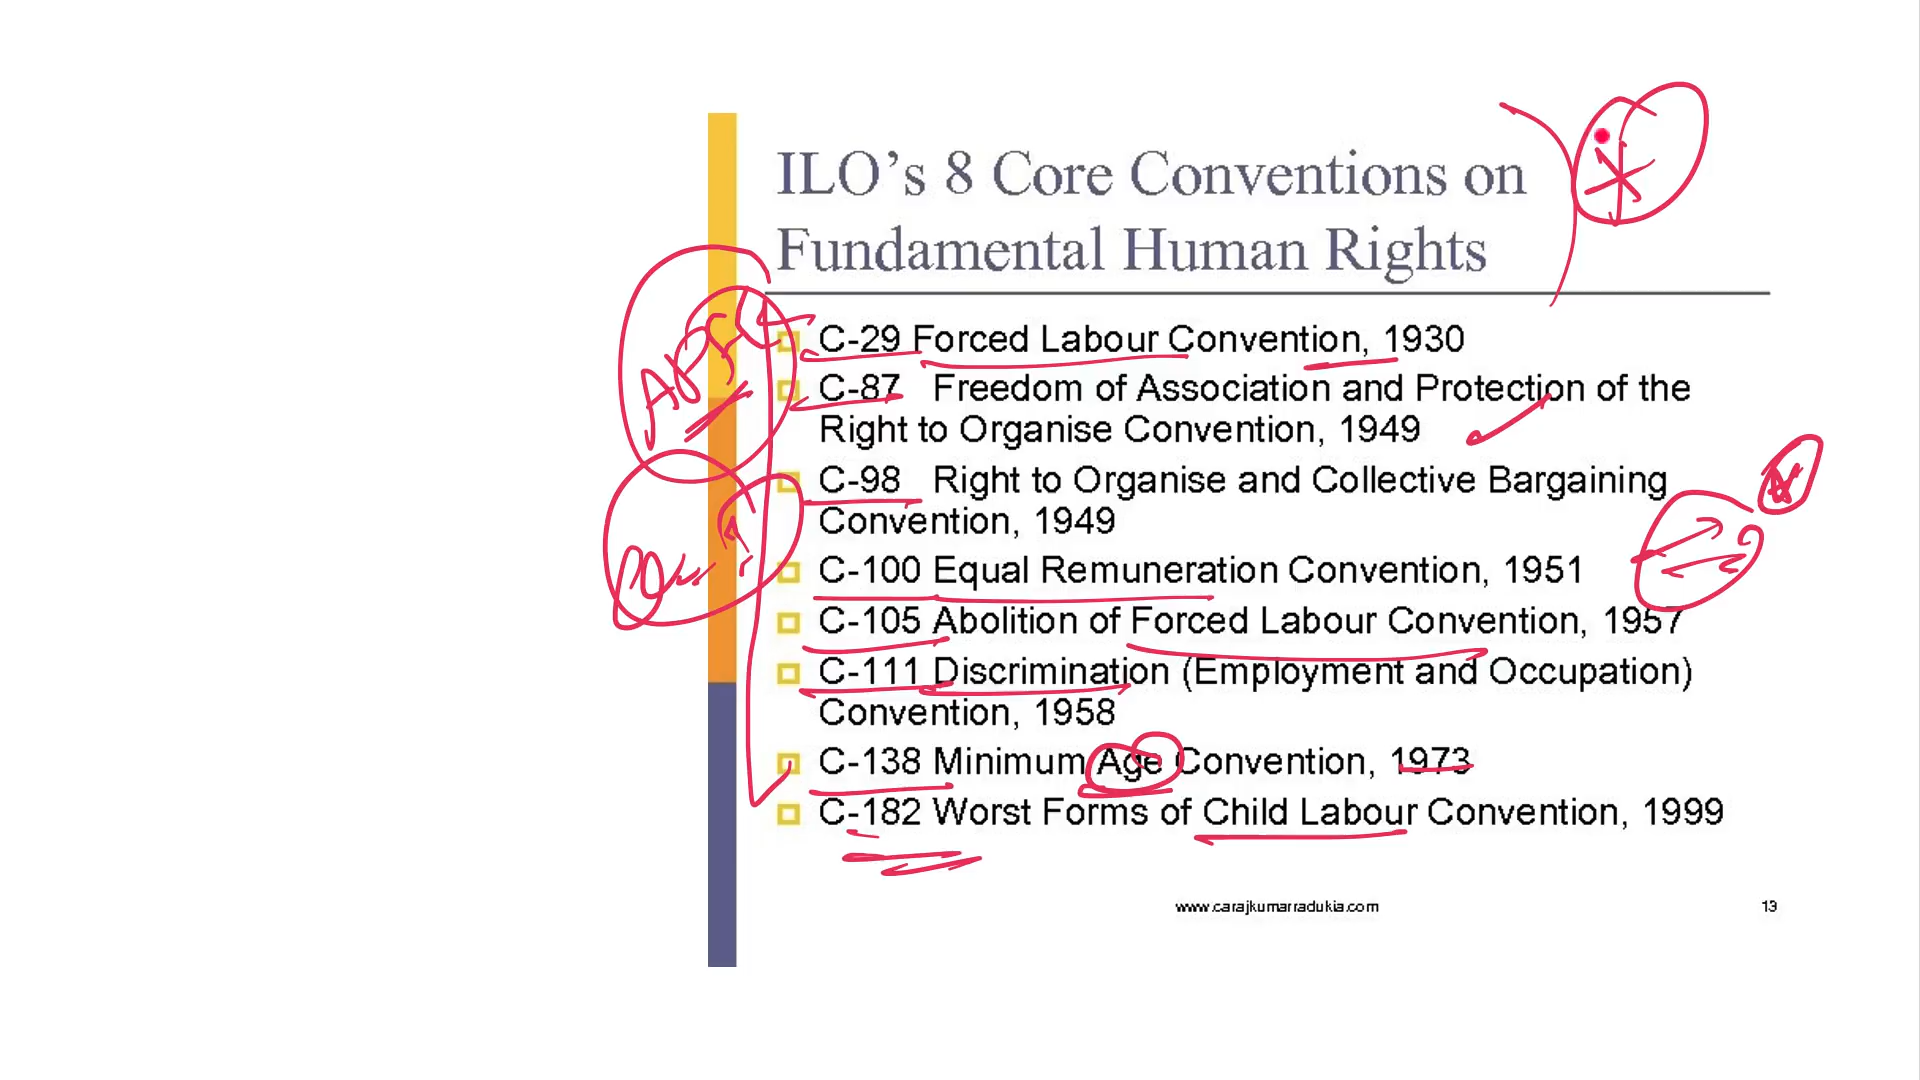 ILO's 8 Core Conventions on
Fundamental Human Rights
C-29 Forced Labour Convention, 1930
C-87 Freedom of Association and Protection of the
Right to Organise Convention, 1949
C-98 Right to Organise and Collective Bargaining
Convention, 1949
C-100 Equal Remuneration Convention, 1951
C-105 Abolition of Forced Labour Convention, 1957
C-111 Discrimination (Employment and Occupation)
Convention, 1958
C-138 Minimum Age Convention, 1973
C-182 Worst Forms of Child Labour Convention, 1999
www.carajkumarradukia.com
13